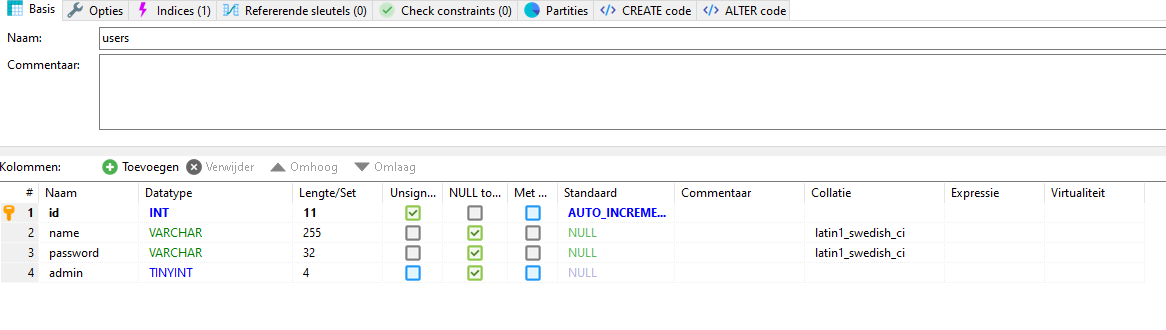 Basis Opties Indices (1) Refererende sleutels (0) Check constraints (0) Partities CREATE code ALTER code
Naam: users
Commentaar:
Kolommen: Toevoegen Verwijder Omhoog Omlaag
# Naam Datatype Lengte/Set Unsign... NULL to... Met ... Standaard Commentaar Collatie Expressie Virtualiteit
1 id INT 11 AUTO_INCREME...
2 name VARCHAR 255 NULL latin1_swedish_ci
3 password VARCHAR 32 NULL latin1_swedish_ci
4 admin TINYINT 4 NULL